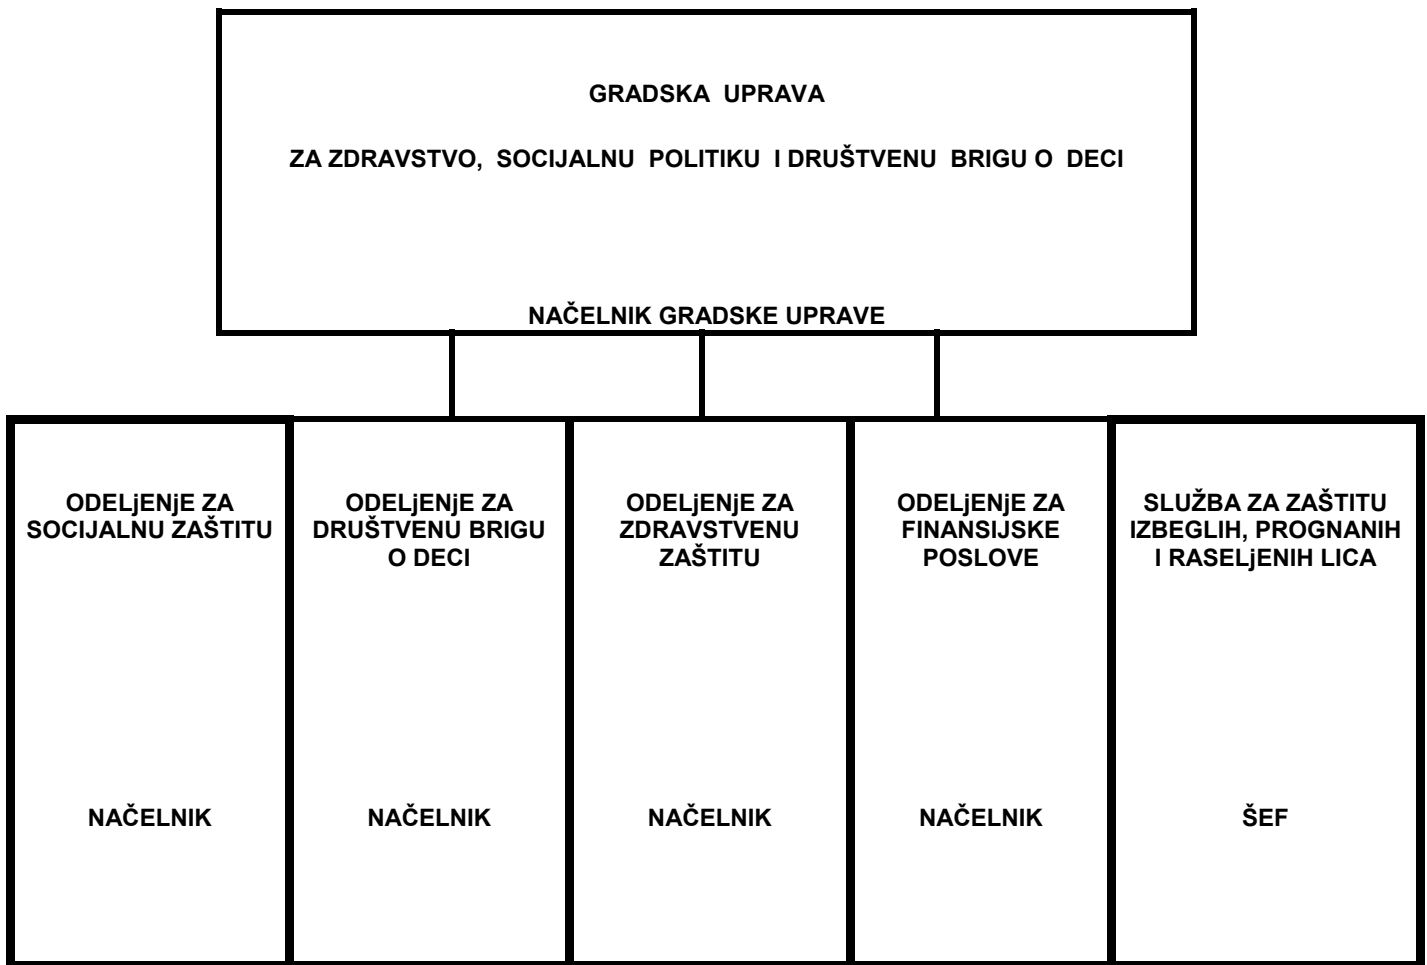 GRADSKA UPRAVA
ZA ZDRAVSTVO, SOCIJALNU POLITIKU I DRUŠTVENU BRIGU O DECI
NAČELNIK GRADSKE UPRAVE
ODELjENjE ZA
SOCIJALNU ZAŠTITU
NAČELNIK
ODELjENjE ZA
DRUŠTVENU BRIGU
O DECI
NAČELNIK
ODELjENjE ZA
ZDRAVSTVENU
ZAŠTITU
NAČELNIK
ODELjENjE ZA
FINANSIJSKE
POSLOVE
NAČELNIK
SLUŽBA ZA ZAŠTITU
IZBEGLIH, PROGNANIH
I RASELjENIH LICA
ŠEF